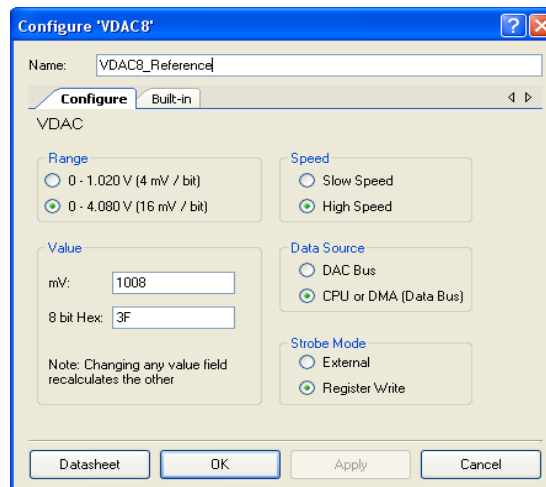 Configure 'VDAC8'
Name: VDAC8_Reference
Configure Built-in
VDAC
Range
0 - 1.020 V (4 mV / bit)
0 - 4.080 V (16 mV / bit)
Speed
Slow Speed
High Speed
Value
mV: 1008
8 bit Hex: 3F
Note: Changing any value field
recalculates the other
Data Source
DAC Bus
CPU or DMA (Data Bus)
Strobe Mode
External
Register Write
Datasheet OK Apply Cancel